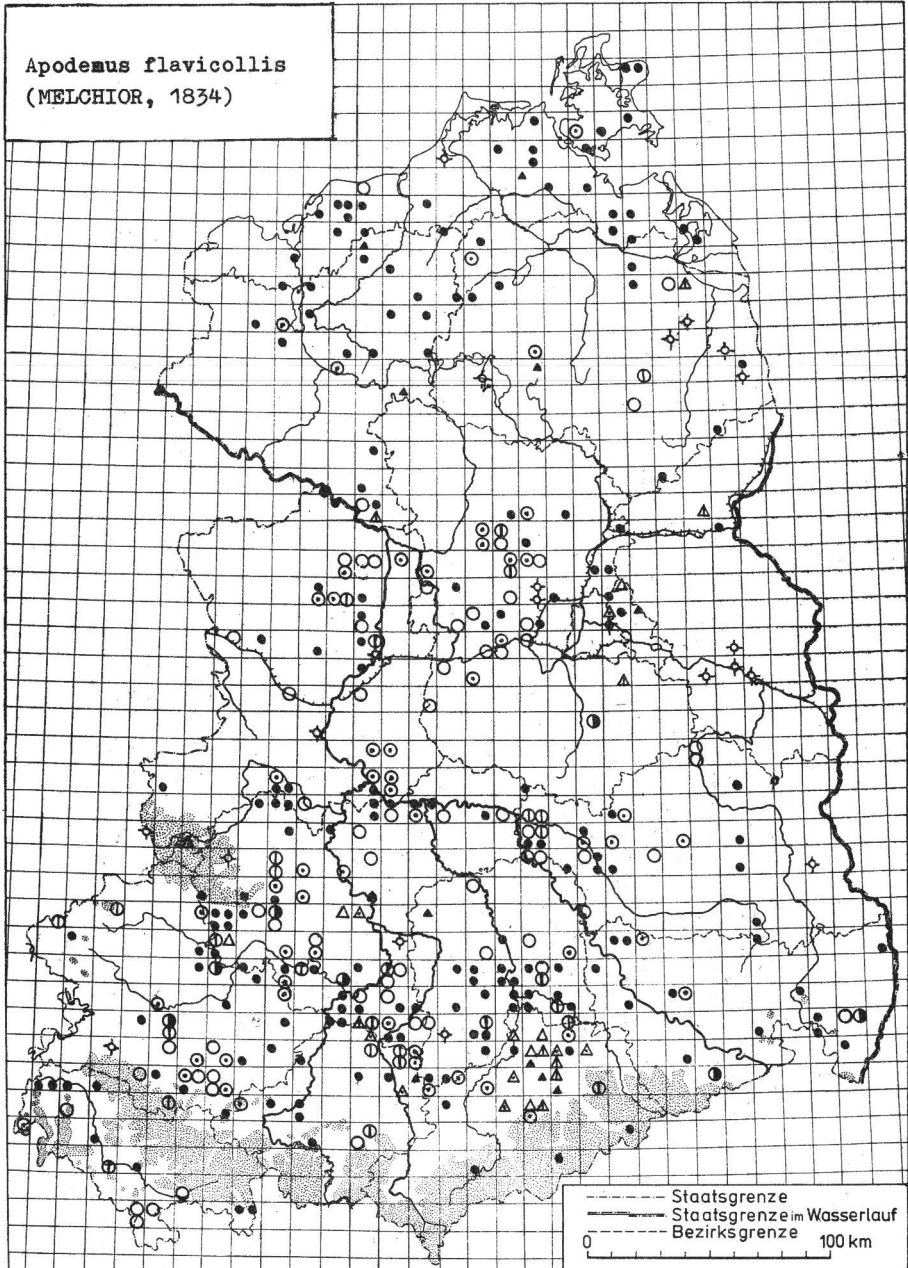 Apodemus flavicollis
(MELCHIOR, 1834)
Staatsgrenze
Staatsgrenze im Wasserlauf
Bezirksgrenze
0 100 km